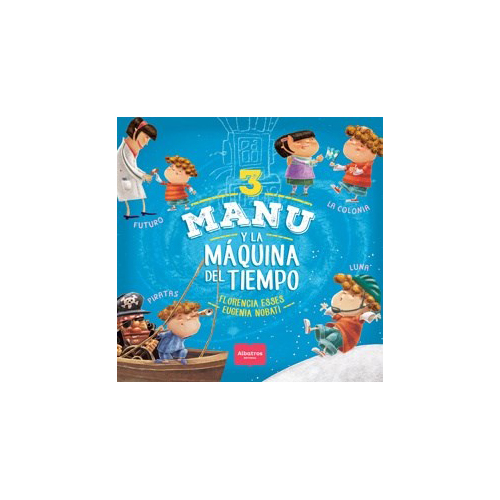 3
MANU
Y LA
MÁQUINA
DEL TIEMPO
FLORENCIA ESSES
EUGENIA NOBATI
FUTURO
LA COLONIA
PIRATAS
LUNA
Albatros